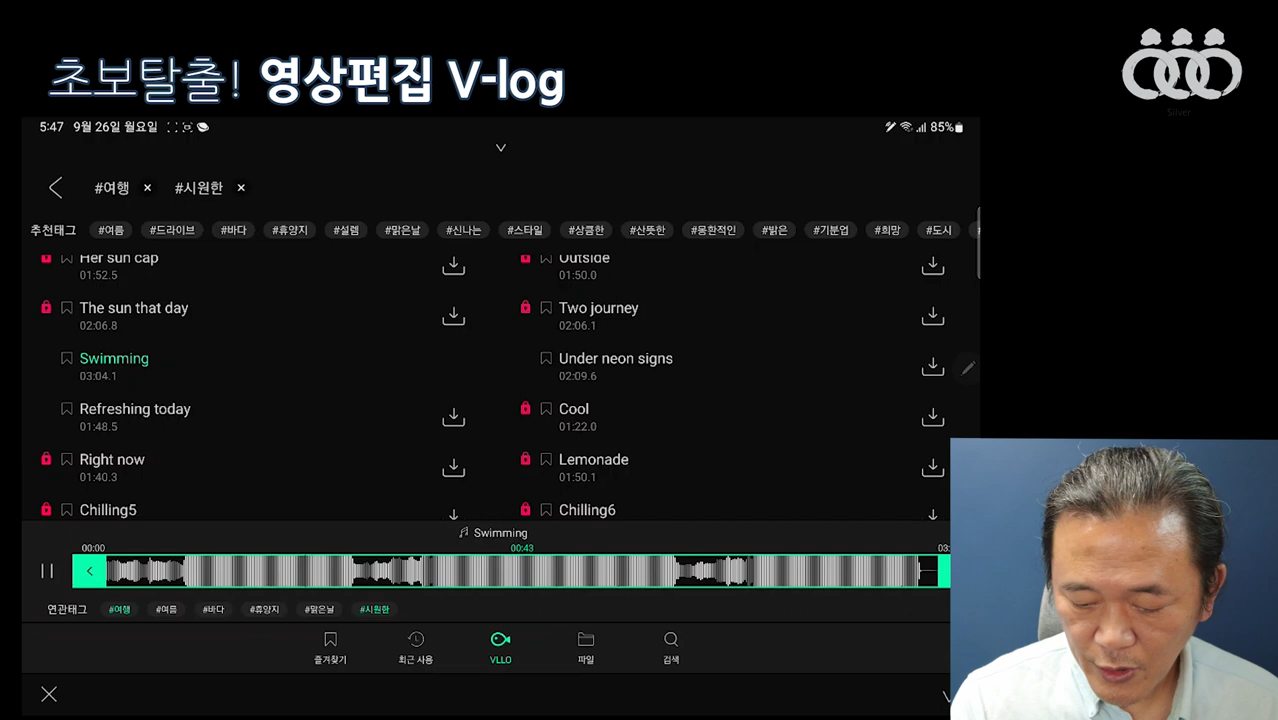 초보탈출! 영상편집 V-log
Silver
5:47 9월 26일 월요일 85%
#여행 × #시원한 ×
추천태그 #여름 #드라이브 #바다 #휴양지 #설렘 #맑은날 #신나는 #스타일 #상큼한 #산뜻한 #몽환적인 #밝은 #기분업 #희망 #도시
Her sun cap
01:52.5
Outside
01:50.0
The sun that day
02:06.8
Two journey
02:06.1
Swimming
03:04.1
Under neon signs
02:09.6
Refreshing today
01:48.5
Cool
01:22.0
Right now
01:40.3
Lemonade
01:50.1
Chilling5
Chilling6
Swimming
00:00 00:43 03:
연관태그 #여행 #여름 #바다 #휴양지 #맑은날 #시원한
즐겨찾기 최근 사용 VLLO 파일 검색